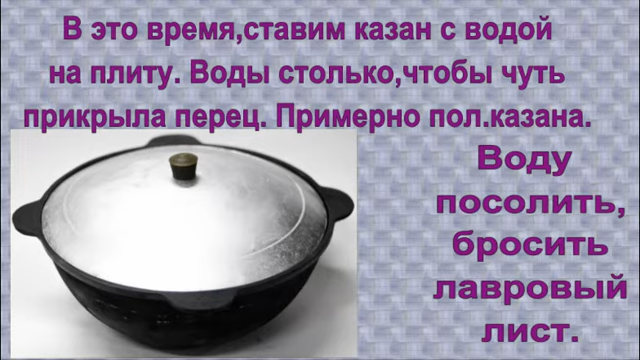 В это время,ставим казан с водой
на плиту. Воды столько,чтобы чуть
прикрыла перец. Примерно пол.казана.
Воду
посолить,
бросить
лавровый
лист.